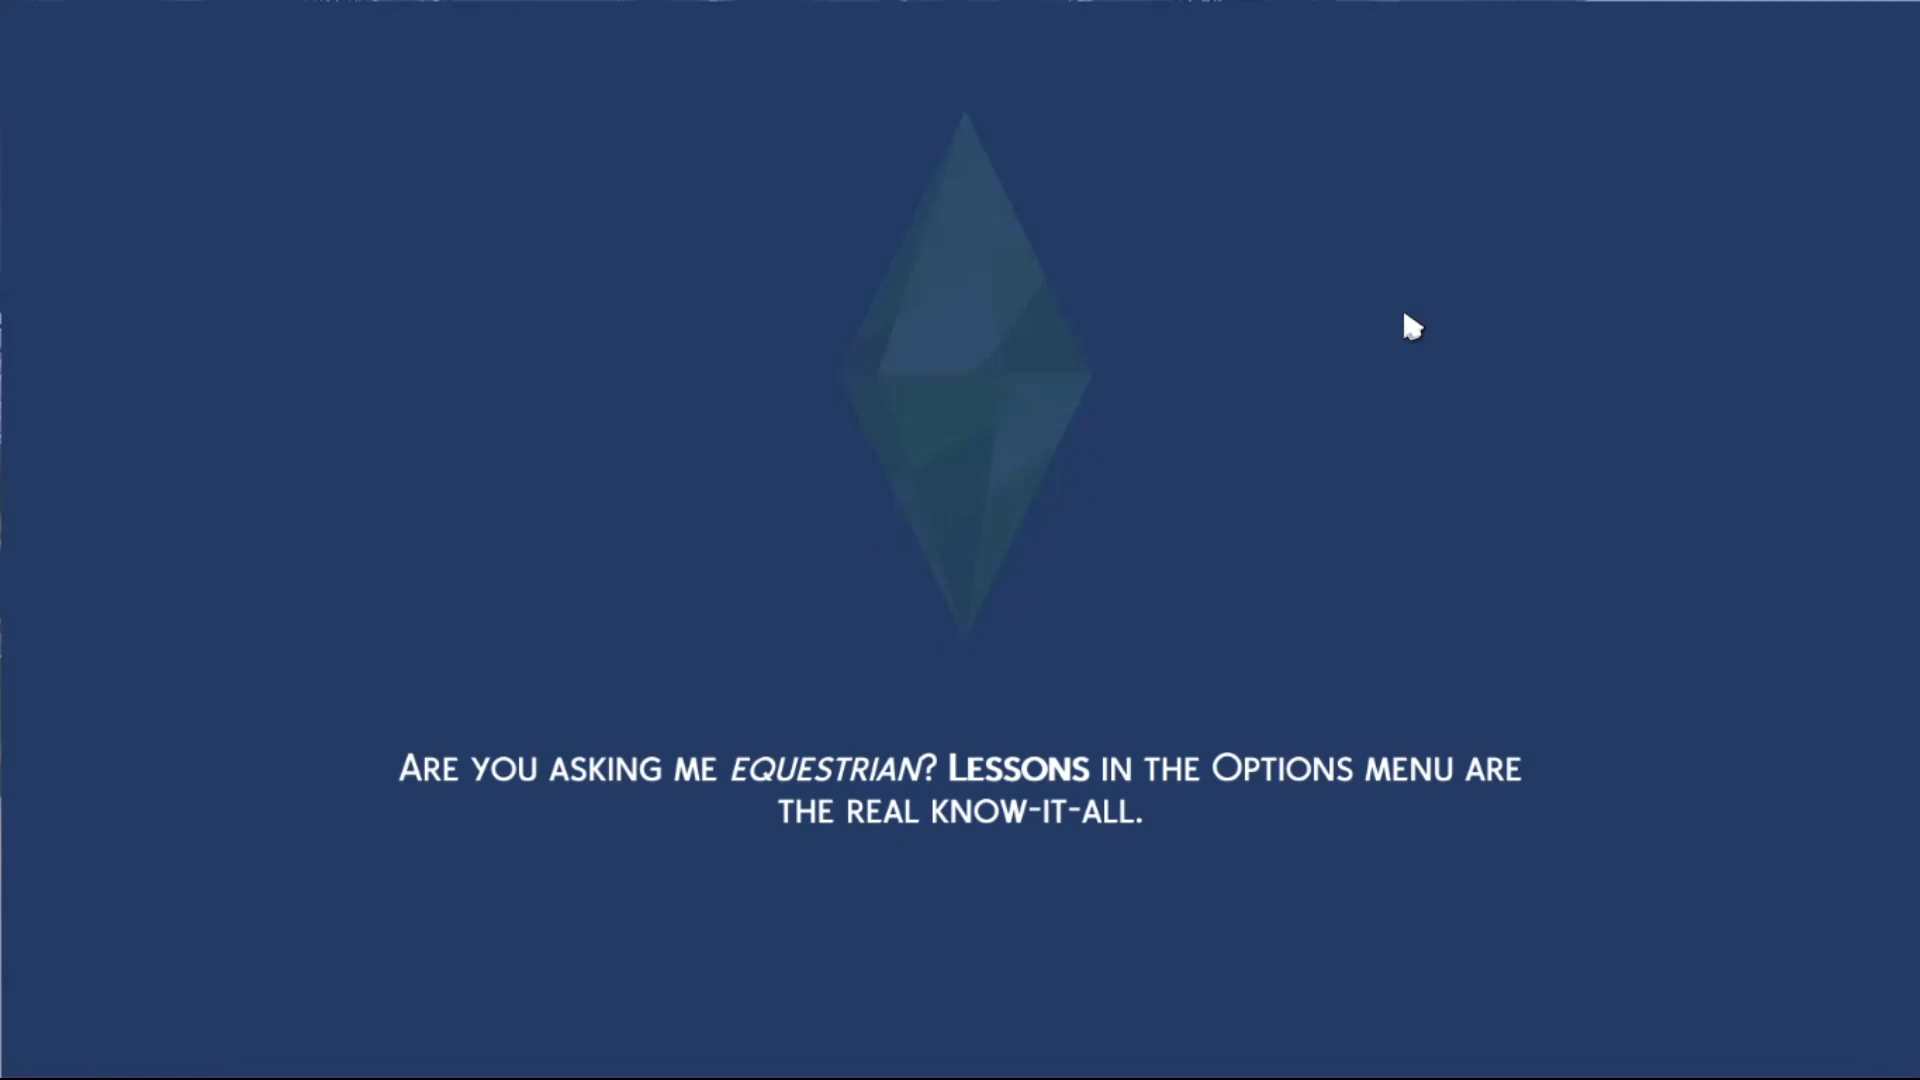 Are you asking me equestrian? Lessons in the Options menu are
the real know-it-all.